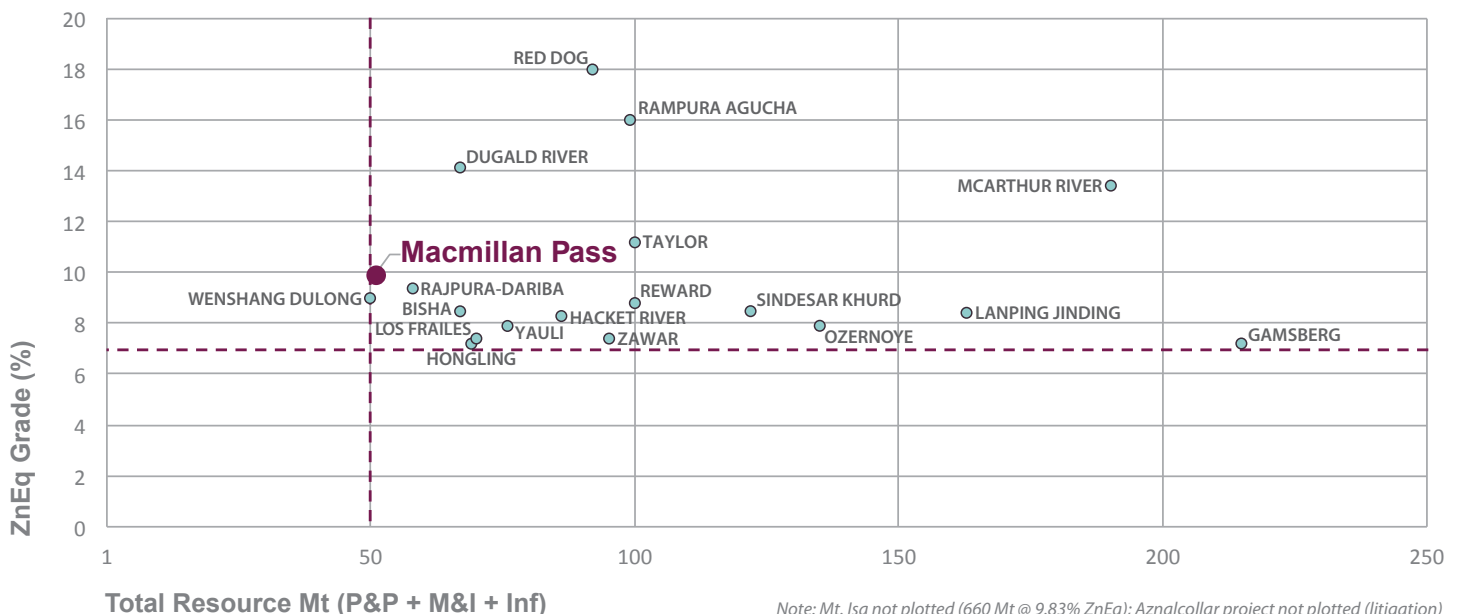 20
18
16
14
12
10
8
6
4
2
0
ZnEq Grade (%)
RED DOG
RAMPURA AGUCHA
DUGALD RIVER
MCARTHUR RIVER
TAYLOR
Macmillan Pass
WENSHANG DULONG
RAJPURA-DARIBA
REWARD
SINDESAR KHURD
BISHA
HACKET RIVER
LANPING JINDING
LOS FRAILES
YAULI
ZAWAR
OZERNOYE
GAMSBERG
HONGLING
1
50
100
150
200
250
Total Resource Mt (P&P + M&I + Inf)
Note: Mt. Isa not plotted (660 Mt @ 9.83% ZnEq); Aznalcollar project not plotted (litigation)